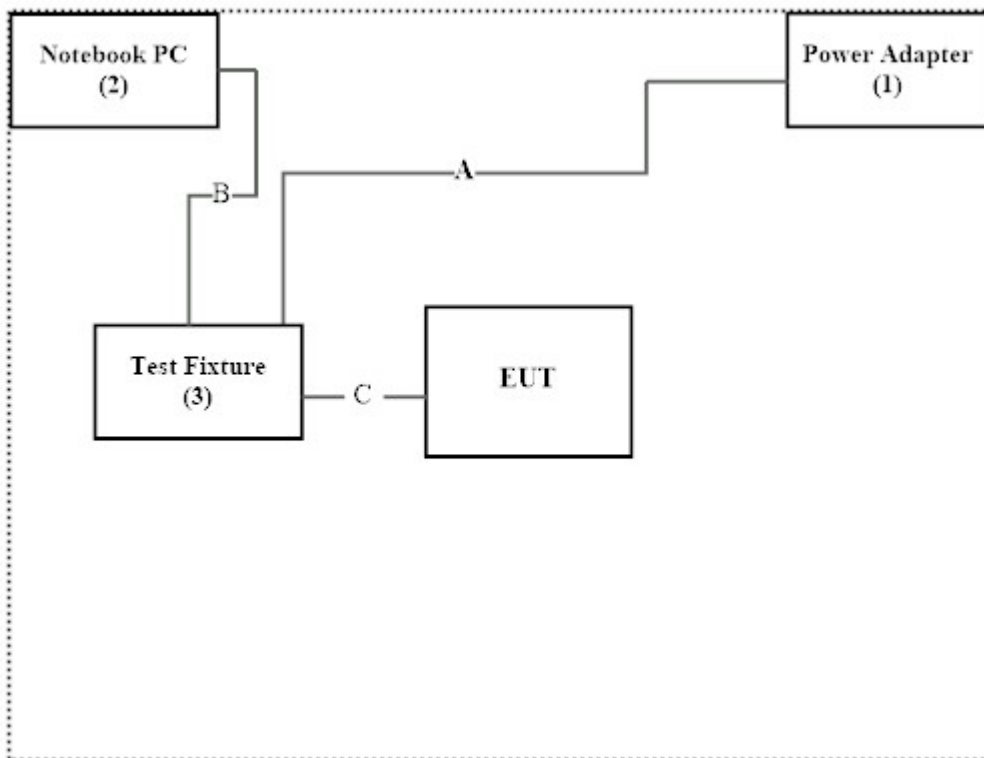 Notebook PC
(2)
Power Adapter
(1)
A
B
Test Fixture
(3)
C
EUT